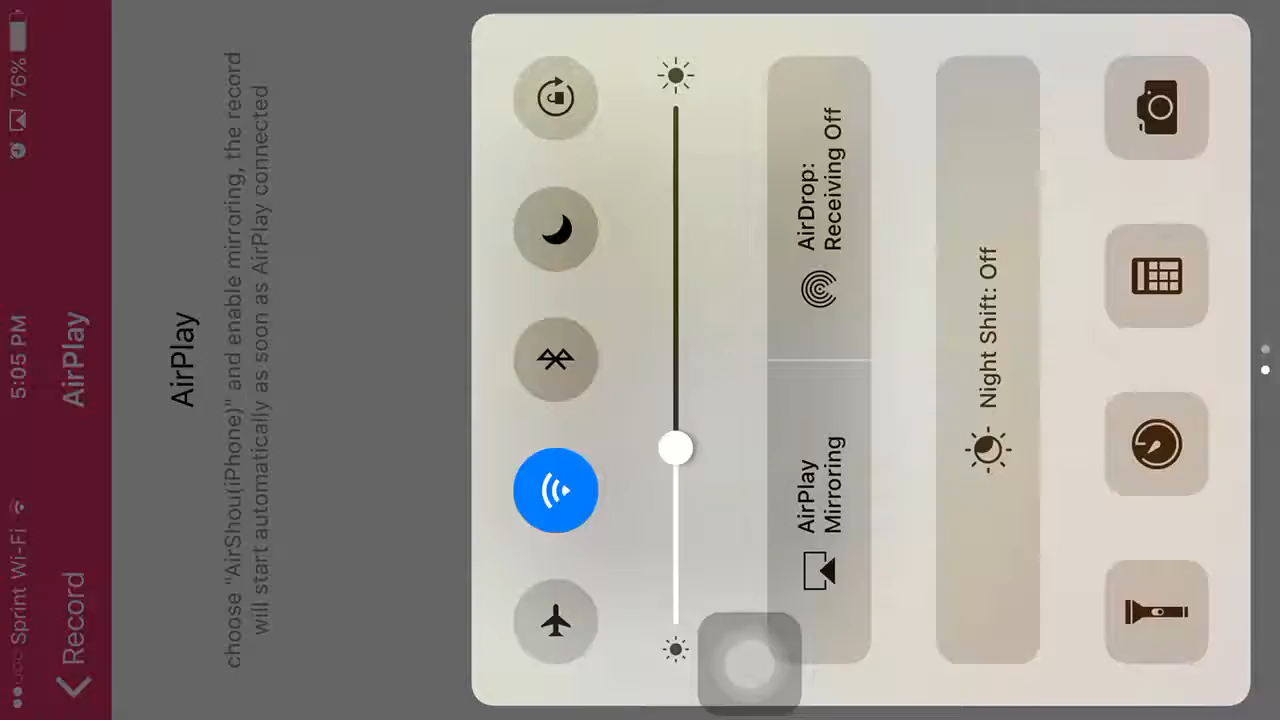 Sprint Wi-Fi 5:05 PM 76%
Record AirPlay
AirPlay
choose "AirShou(iPhone)" and enable mirroring, the record
will start automatically as soon as AirPlay connected
AirPlay
Mirroring
AirDrop:
Receiving Off
Night Shift: Off